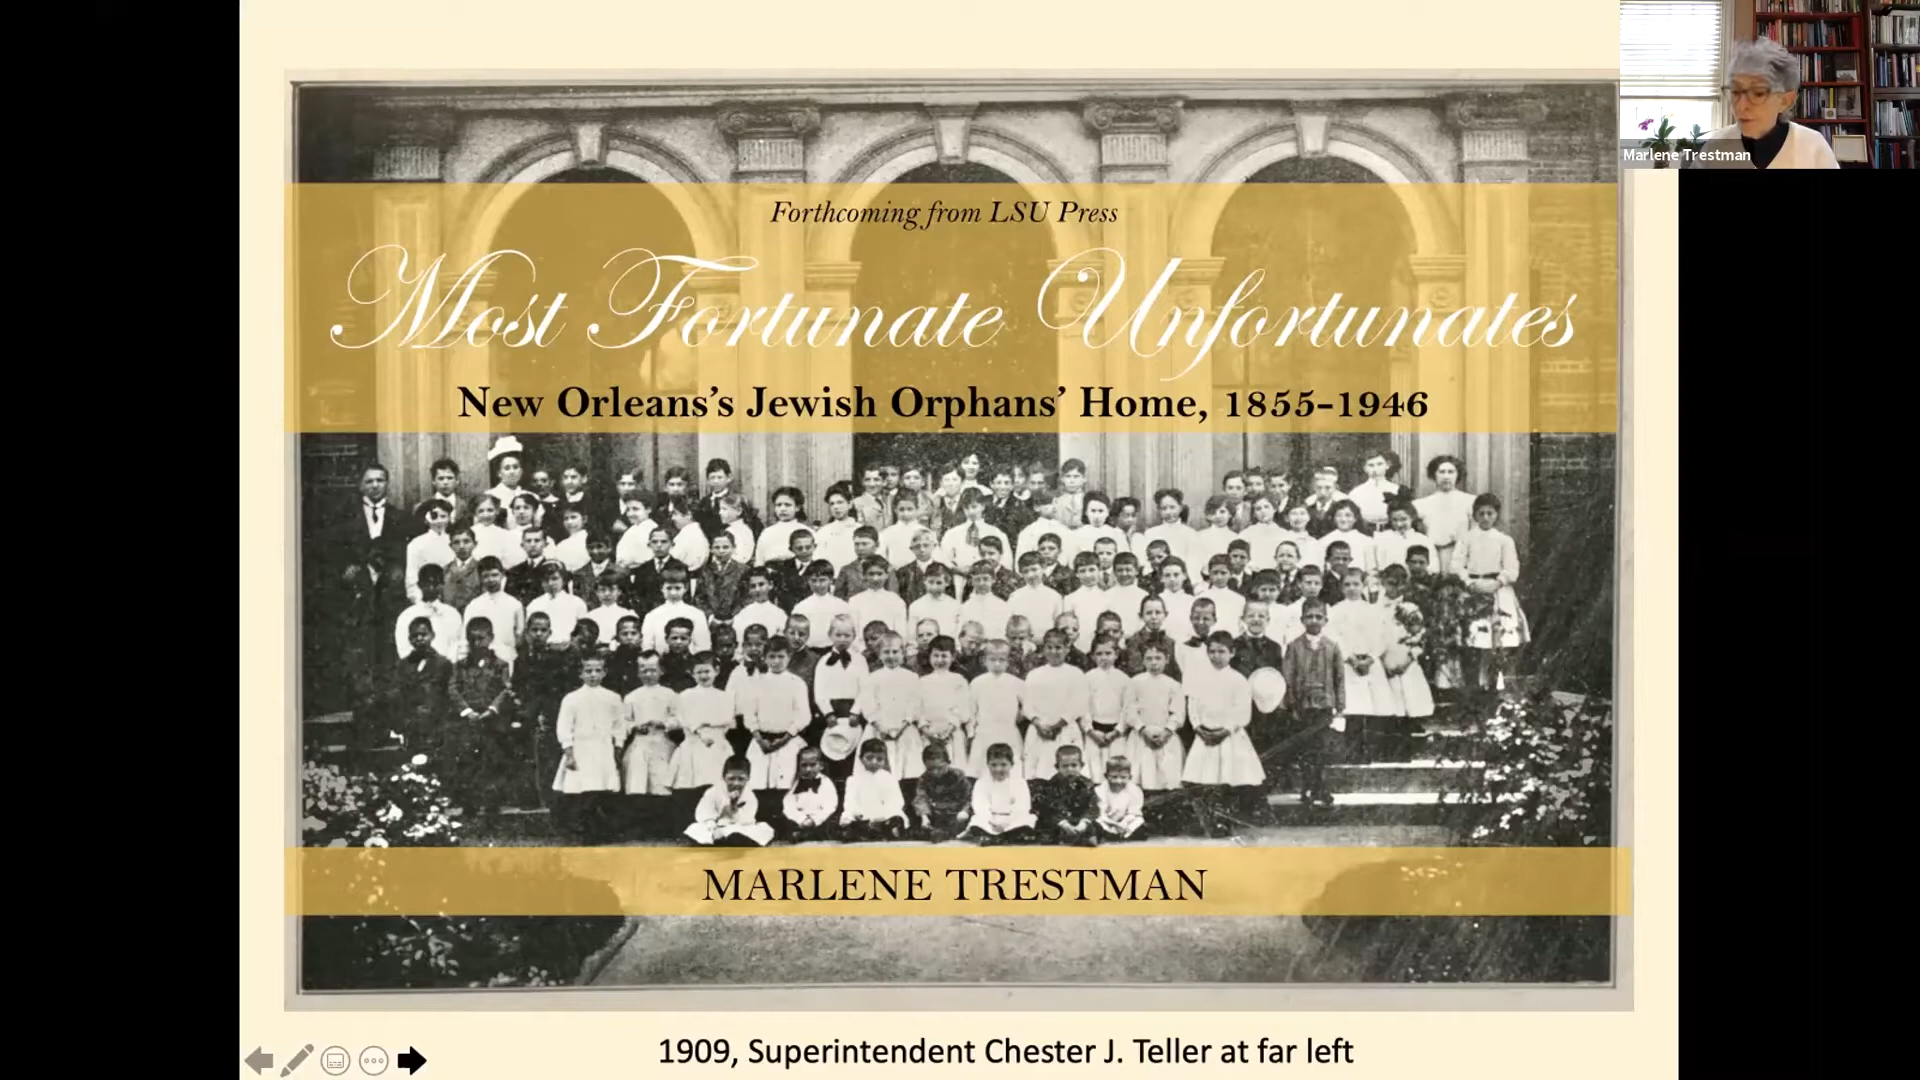 Forthcoming from LSU Press
Most Fortunate Unfortunates
New Orleans’s Jewish Orphans’ Home, 1855-1946
MARLENE TRESTMAN
1909, Superintendent Chester J. Teller at far left
Marlene Trestman